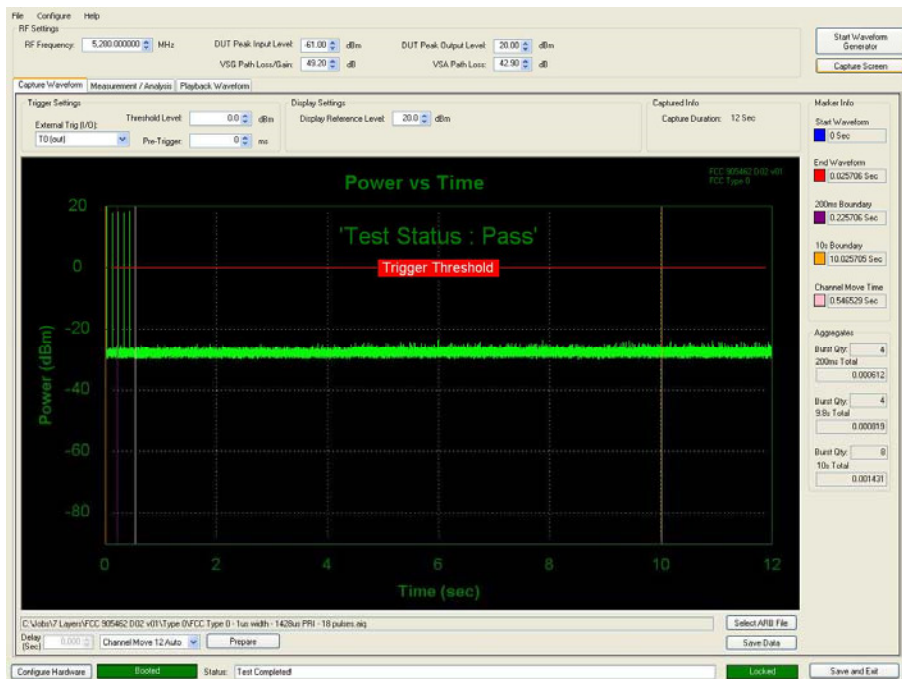 File Configure Help
RF Settings
RF Frequency: 5,200.000000 MHz
DUT Peak Input Level: -61.00 dBm
DUT Peak Output Level: 20.00 dBm
VSG Path Loss/Gain: 49.20 dB
VSA Path Loss: 42.90 dB
Start Waveform
Generator
Capture Screen
Capture Waveform Measurement / Analysis Playback Waveform
Trigger Settings
External Trig (I/O):
T0 (out)
Threshold Level: 0.0 dBm
Pre-Trigger: 0 ms
Display Settings
Display Reference Level: 20.0 dBm
Captured Info
Capture Duration: 12 Sec
Marker Info
Start Waveform
0 Sec
End Waveform
0.025706 Sec
200ms Boundary
0.225706 Sec
10s Boundary
10.025705 Sec
Channel Move Time
0.546529 Sec
Aggregates
Burst Qty: 4
200ms Total
0.000612
Burst Qty: 4
9.8s Total
0.000819
Burst Qty: 8
10s Total
0.001431
FCC 905462 D02 v01
FCC Type 0
Power vs Time
'Test Status : Pass'
Trigger Threshold
Power (dBm)
20
0
-20
-40
-60
-80
0 2 4 6 8 10 12
Time (sec)
C:\Jobs\7 Layers\FCC 905462 D02 v01\Type 0\FCC Type 0 - 1us width - 1428us PRI - 18 pulses.aiq
Select ARB File
Delay
(Sec) 0.000 Channel Move 12 Auto Prepare
Save Data
Configure Hardware Booted Status: Test Completed! Locked Save and Exit